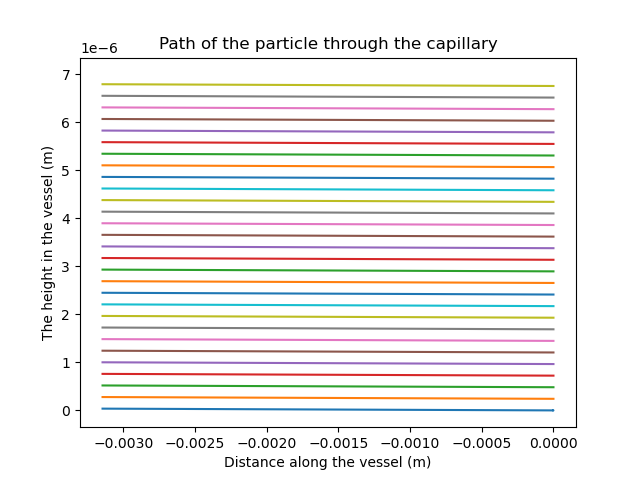 Path of the particle through the capillary
1e−6
7
6
5
4
3
2
1
0
The height in the vessel (m)
−0.0030 −0.0025 −0.0020 −0.0015 −0.0010 −0.0005 0.0000
Distance along the vessel (m)